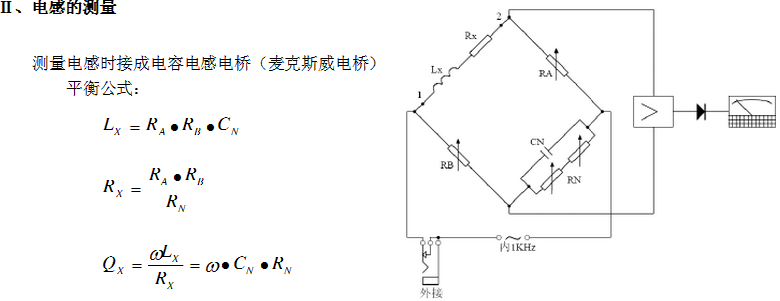 Ⅱ、电感的测量
测量电感时接成电容电感电桥（麦克斯威电桥）
平衡公式：
L_X = R_A ● R_B ● C_N
R_X = \frac{R_A ● R_B}{R_N}
Q_X = \frac{ωL_X}{R_X} = ω ● C_N ● R_N
2
Rx
Lx
RA
1
CN
RB
RN
内1KHz
外接